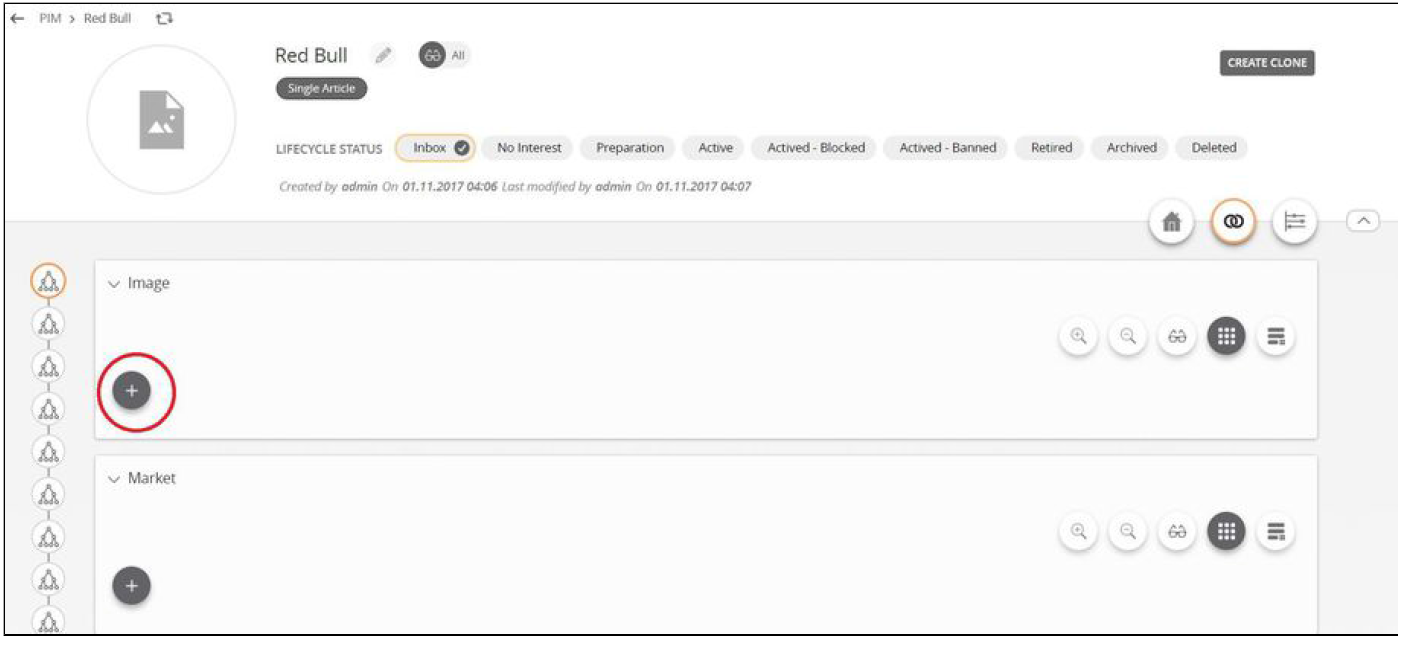 PIM > Red Bull
Red Bull All
CREATE CLONE
Single Article
LIFECYCLE STATUS Inbox No Interest Preparation Active Actived - Blocked Actived - Banned Retired Archived Deleted
Created by admin On 01.11.2017 04:06 Last modified by admin On 01.11.2017 04:07
Image
Market